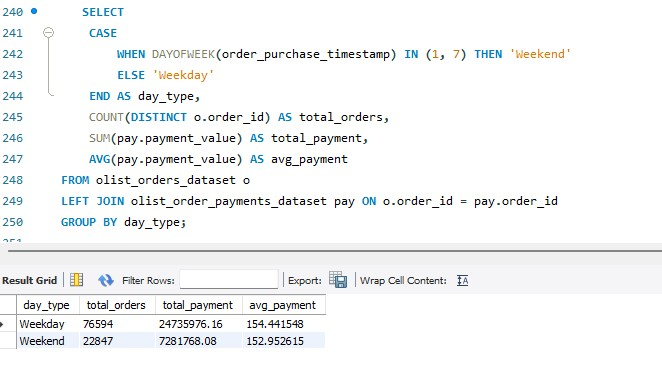 240 SELECT
241 CASE
242 WHEN DAYOFWEEK(order_purchase_timestamp) IN (1, 7) THEN 'Weekend'
243 ELSE 'Weekday'
244 END AS day_type,
245 COUNT(DISTINCT o.order_id) AS total_orders,
246 SUM(pay.payment_value) AS total_payment,
247 AVG(pay.payment_value) AS avg_payment
248 FROM olist_orders_dataset o
249 LEFT JOIN olist_order_payments_dataset pay ON o.order_id = pay.order_id
250 GROUP BY day_type;
251
Result Grid Filter Rows: Export: Wrap Cell Content: IA
day_type total_orders total_payment avg_payment
Weekday 76594 24735976.16 154.441548
Weekend 22847 7281768.08 152.952615